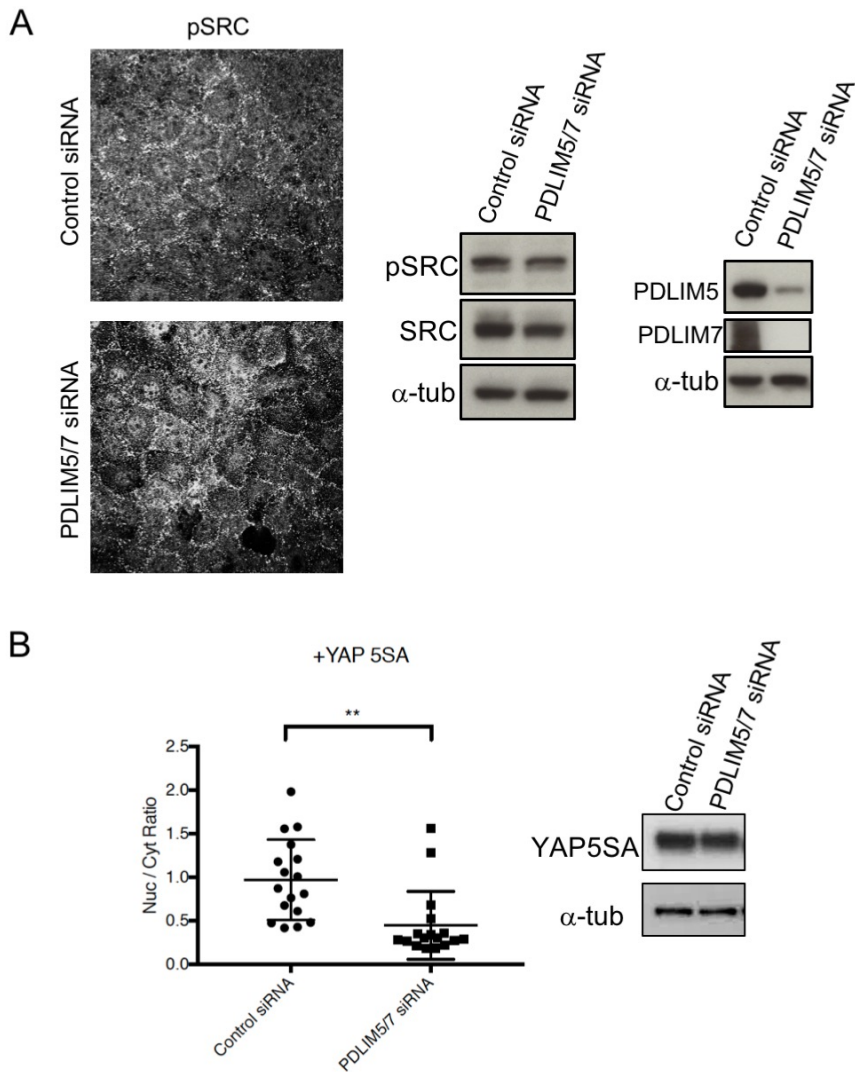 A
pSRC
Control siRNA
PDLIM5/7 siRNA
Control siRNA
PDLIM5/7 siRNA
pSRC
SRC
α-tub
Control siRNA
PDLIM5/7 siRNA
PDLIM5
PDLIM7
α-tub
B
+YAP 5SA
**
Nuc / Cyt Ratio
2.5
2.0
1.5
1.0
0.5
0.0
Control siRNA
PDLIM5/7 siRNA
Control siRNA
PDLIM5/7 siRNA
YAP5SA
α-tub